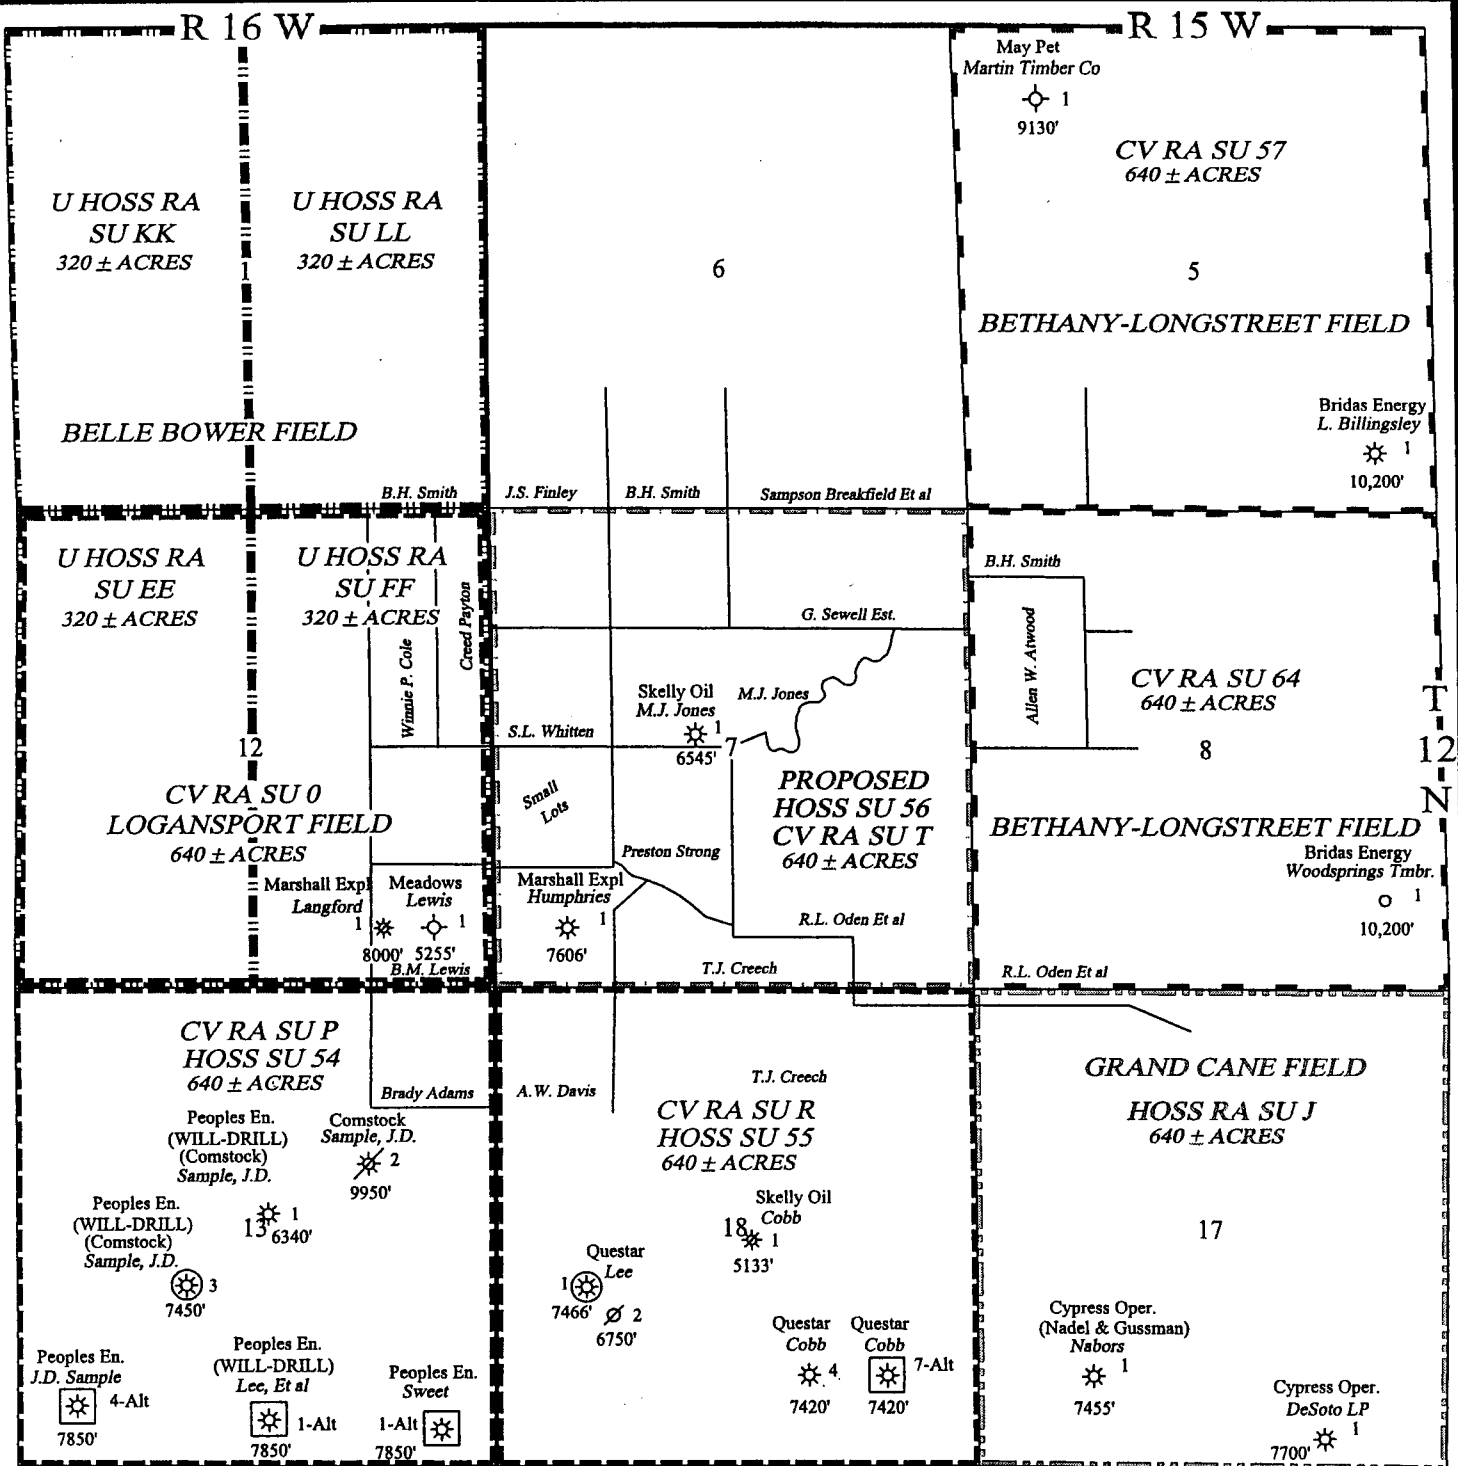 R 16 W
R 15 W
May Pet
Martin Timber Co
1
9130'
CV RA SU 57
640 ± ACRES
U HOSS RA
SU KK
320 ± ACRES
U HOSS RA
SU LL
320 ± ACRES
1
6
5
BETHANY-LONGSTREET FIELD
Bridas Energy
L. Billingsley
1
10,200'
BELLE BOWER FIELD
B.H. Smith
J.S. Finley
B.H. Smith
Sampson Breakfield Et al
U HOSS RA
SU EE
320 ± ACRES
U HOSS RA
SU FF
320 ± ACRES
Winnie P. Cole
Creed Payton
G. Sewell Est.
B.H. Smith
Allen W. Atwood
CV RA SU 64
640 ± ACRES
T
12
N
Skelly Oil
M.J. Jones
1
6545'
M.J. Jones
S.L. Whitten
7
8
12
CV RA SU 0
LOGANSPORT FIELD
640 ± ACRES
Small
Lots
PROPOSED
HOSS SU 56
CV RA SU T
640 ± ACRES
BETHANY-LONGSTREET FIELD
Bridas Energy
Woodsprings Tmbr.
1
10,200'
Preston Strong
Marshall Expl
Langford
1
8000'
Meadows
Lewis
1
5255'
B.M. Lewis
Marshall Expl
Humphries
1
7606'
R.L. Oden Et al
T.J. Creech
R.L. Oden Et al
CV RA SU P
HOSS SU 54
640 ± ACRES
Brady Adams
A.W. Davis
T.J. Creech
CV RA SU R
HOSS SU 55
640 ± ACRES
GRAND CANE FIELD
HOSS RA SU J
640 ± ACRES
Peoples En.
(WILL-DRILL)
(Comstock)
Sample, J.D.
1
6340'
Comstock
Sample, J.D.
2
9950'
Peoples En.
(WILL-DRILL)
(Comstock)
Sample, J.D.
3
7450'
13
Skelly Oil
Cobb
1
5133'
18
17
Questar
Lee
1
7466'
2
6750'
Peoples En.
J.D. Sample
4-Alt
7850'
Peoples En.
(WILL-DRILL)
Lee, Et al
1-Alt
7850'
Peoples En.
Sweet
1-Alt
7850'
Questar
Cobb
4
7420'
Questar
Cobb
7-Alt
7420'
Cypress Oper.
(Nadel & Gussman)
Nabors
1
7455'
Cypress Oper.
DeSoto LP
1
7700'